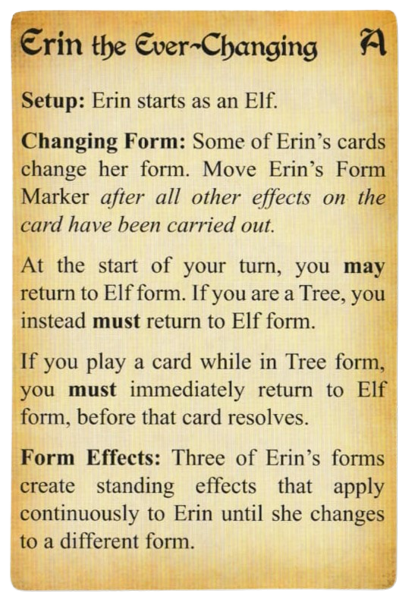 Erin the Ever~Changing A
Setup: Erin starts as an Elf.
Changing Form: Some of Erin's cards
change her form. Move Erin's Form
Marker after all other effects on the
card have been carried out.
At the start of your turn, you may
return to Elf form. If you are a Tree, you
instead must return to Elf form.
If you play a card while in Tree form,
you must immediately return to Elf
form, before that card resolves.
Form Effects: Three of Erin's forms
create standing effects that apply
continuously to Erin until she changes
to a different form.